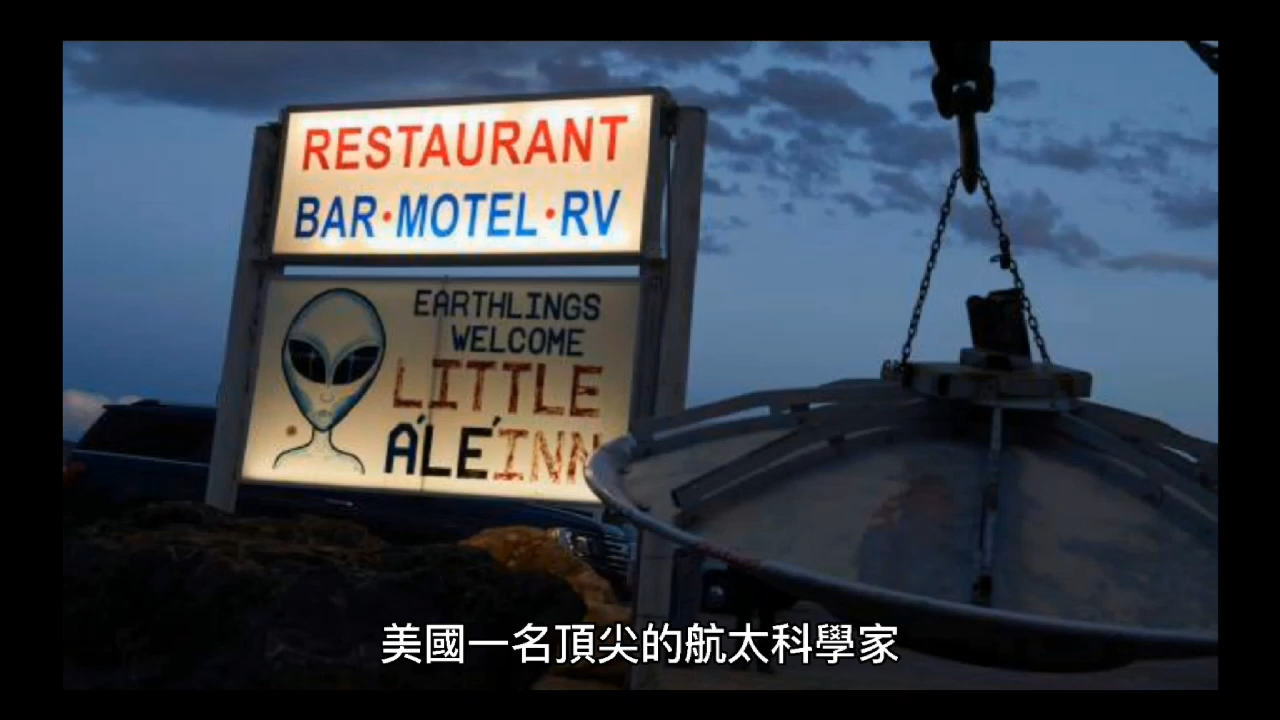 RESTAURANT
BAR·MOTEL·RV
EARTHLINGS
WELCOME
LITTLE
A'LE'INN
美國一名頂尖的航太科學家